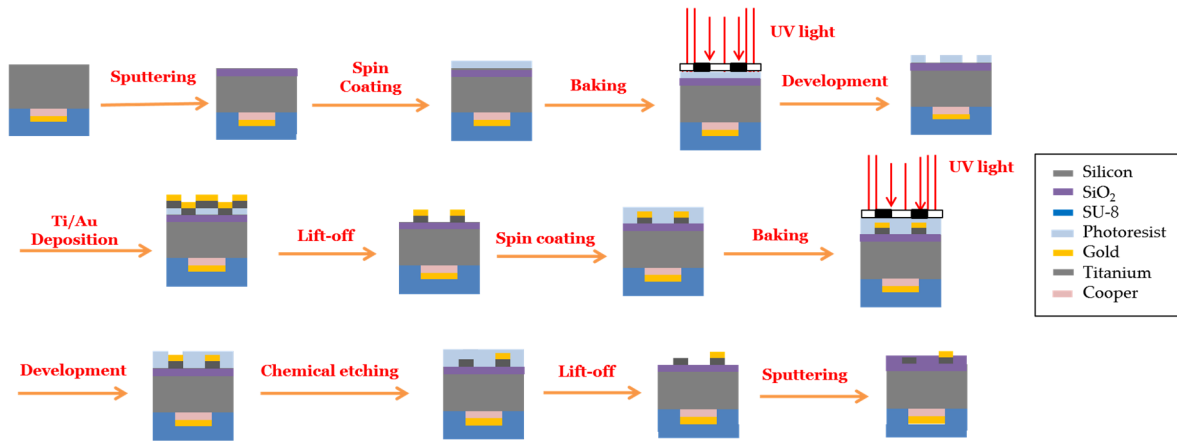 UV light
Sputtering
Spin
Coating
Baking
Development
UV light
Ti/Au
Deposition
Lift-off
Spin coating
Baking
Silicon
SiO₂
SU-8
Photoresist
Gold
Titanium
Cooper
Development
Chemical etching
Lift-off
Sputtering